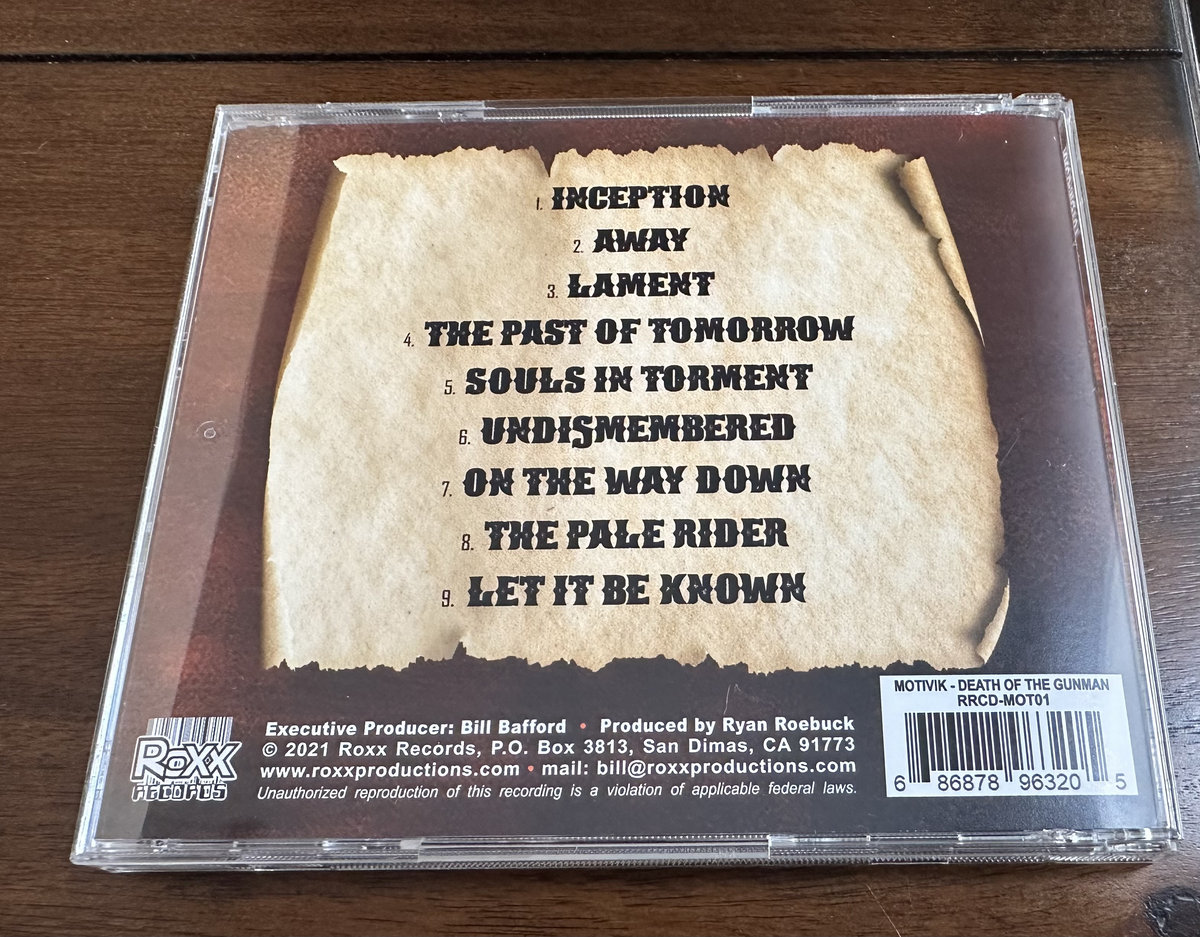 1. INCEPTION
2. AWAY
3. LAMENT
4. THE PAST OF TOMORROW
5. SOULS IN TORMENT
6. UNDISMEMBERED
7. ON THE WAY DOWN
8. THE PALE RIDER
9. LET IT BE KNOWN
MOTIVIK - DEATH OF THE GUNMAN
RRCD-MOT01
6 86878 96320 5
ROXX
RECORDS
Executive Producer: Bill Bafford • Produced by Ryan Roebuck
© 2021 Roxx Records, P.O. Box 3813, San Dimas, CA 91773
www.roxxproductions.com • mail: bill@roxxproductions.com
Unauthorized reproduction of this recording is a violation of applicable federal laws.